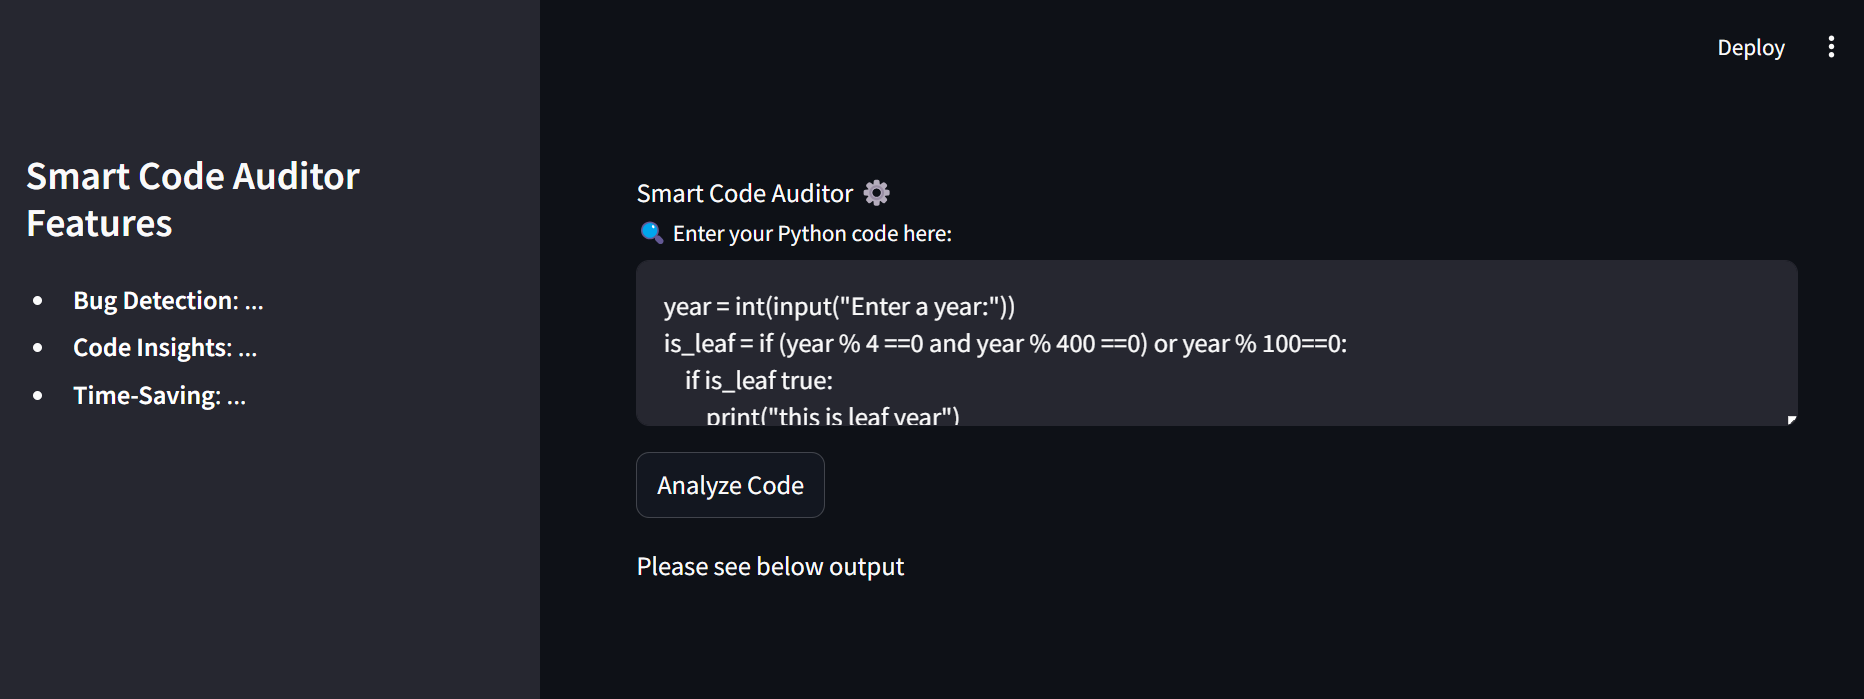 Deploy
Smart Code Auditor
Features
Bug Detection: ...
Code Insights: ...
Time-Saving: ...
Smart Code Auditor
Enter your Python code here:
year = int(input("Enter a year:"))
is_leaf = if (year % 4 ==0 and year % 400 ==0) or year % 100==0:
    if is_leaf true:
        print("this is leaf year")
Analyze Code
Please see below output